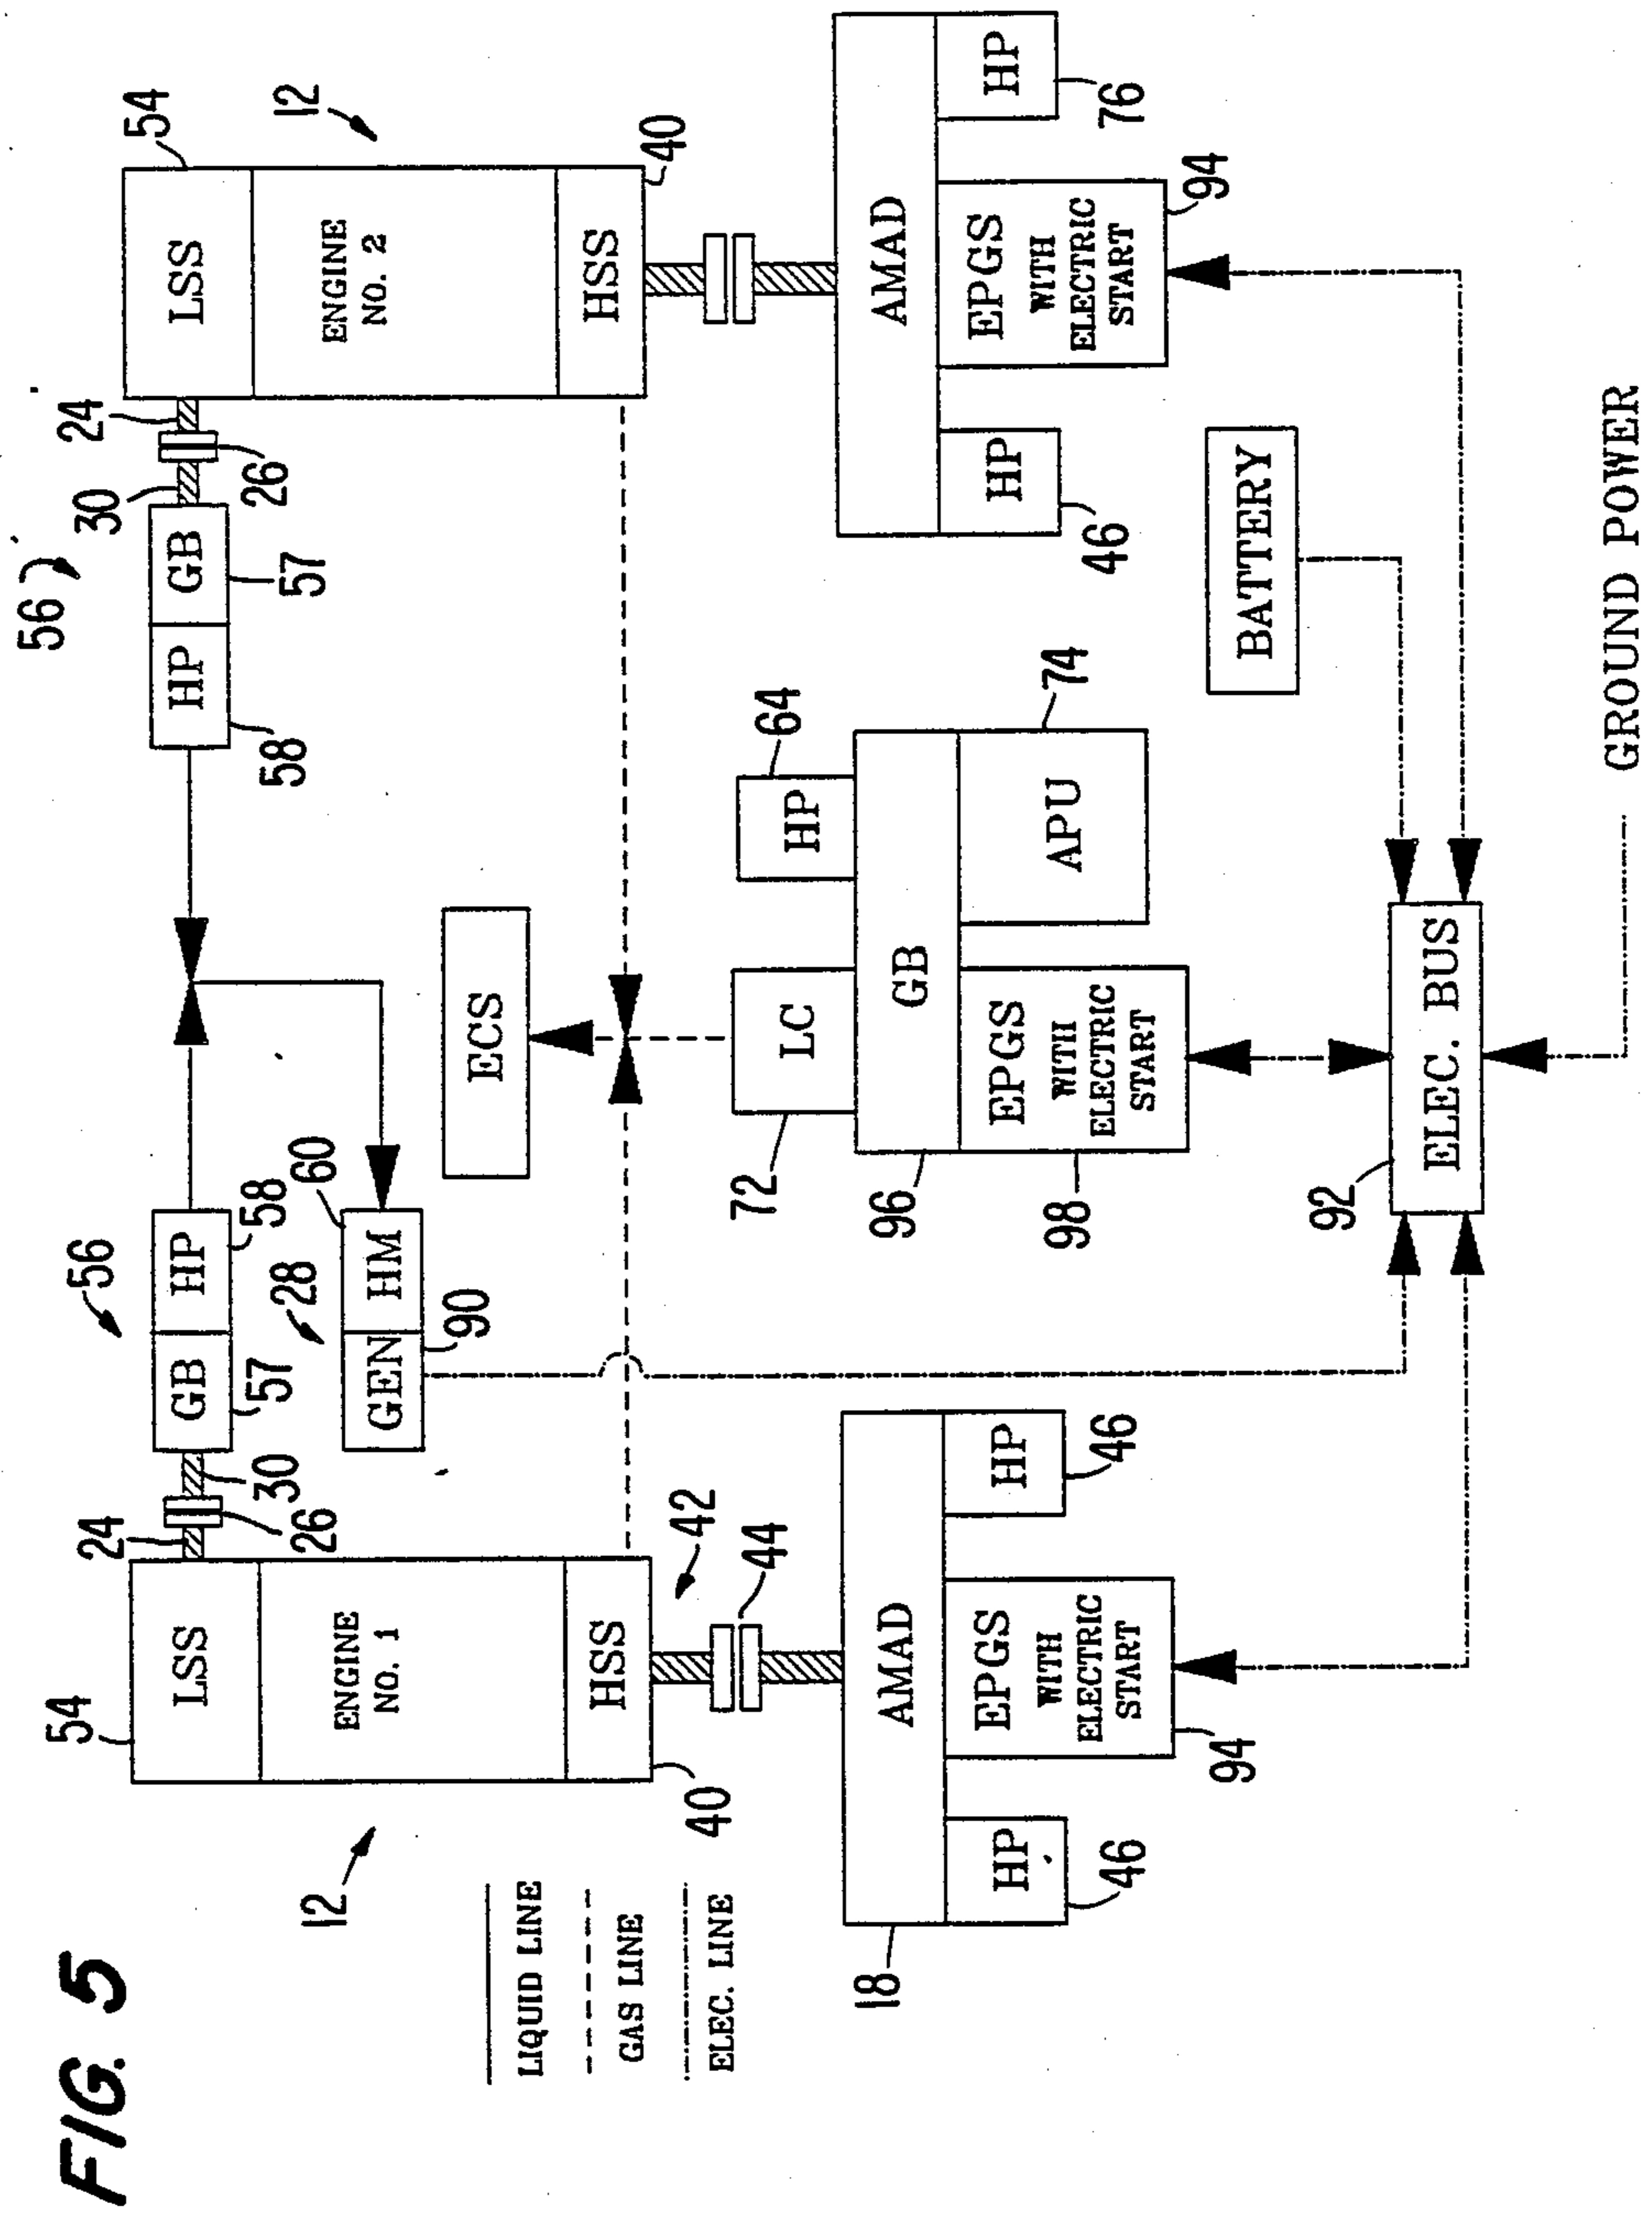 FIG. 5
LIQUID LINE
GAS LINE
ELEC. LINE
12
54
LSS
ENGINE
NO. 1
HSS
40
24
26
30
56
GB
HP
57
58
28
GEN
HM
90
60
42
44
18
AMAD
HP
46
EPGS
WITH
ELECTRIC
START
94
HP
46
ECS
72
LC
HP
64
96
GB
98
EPGS
WITH
ELECTRIC
START
APU
74
92
ELEC. BUS
BATTERY
GROUND POWER
56
HP
GB
58
57
30
24
26
54
12
LSS
ENGINE
NO. 2
HSS
40
AMAD
HP
46
EPGS
WITH
ELECTRIC
START
94
HP
76